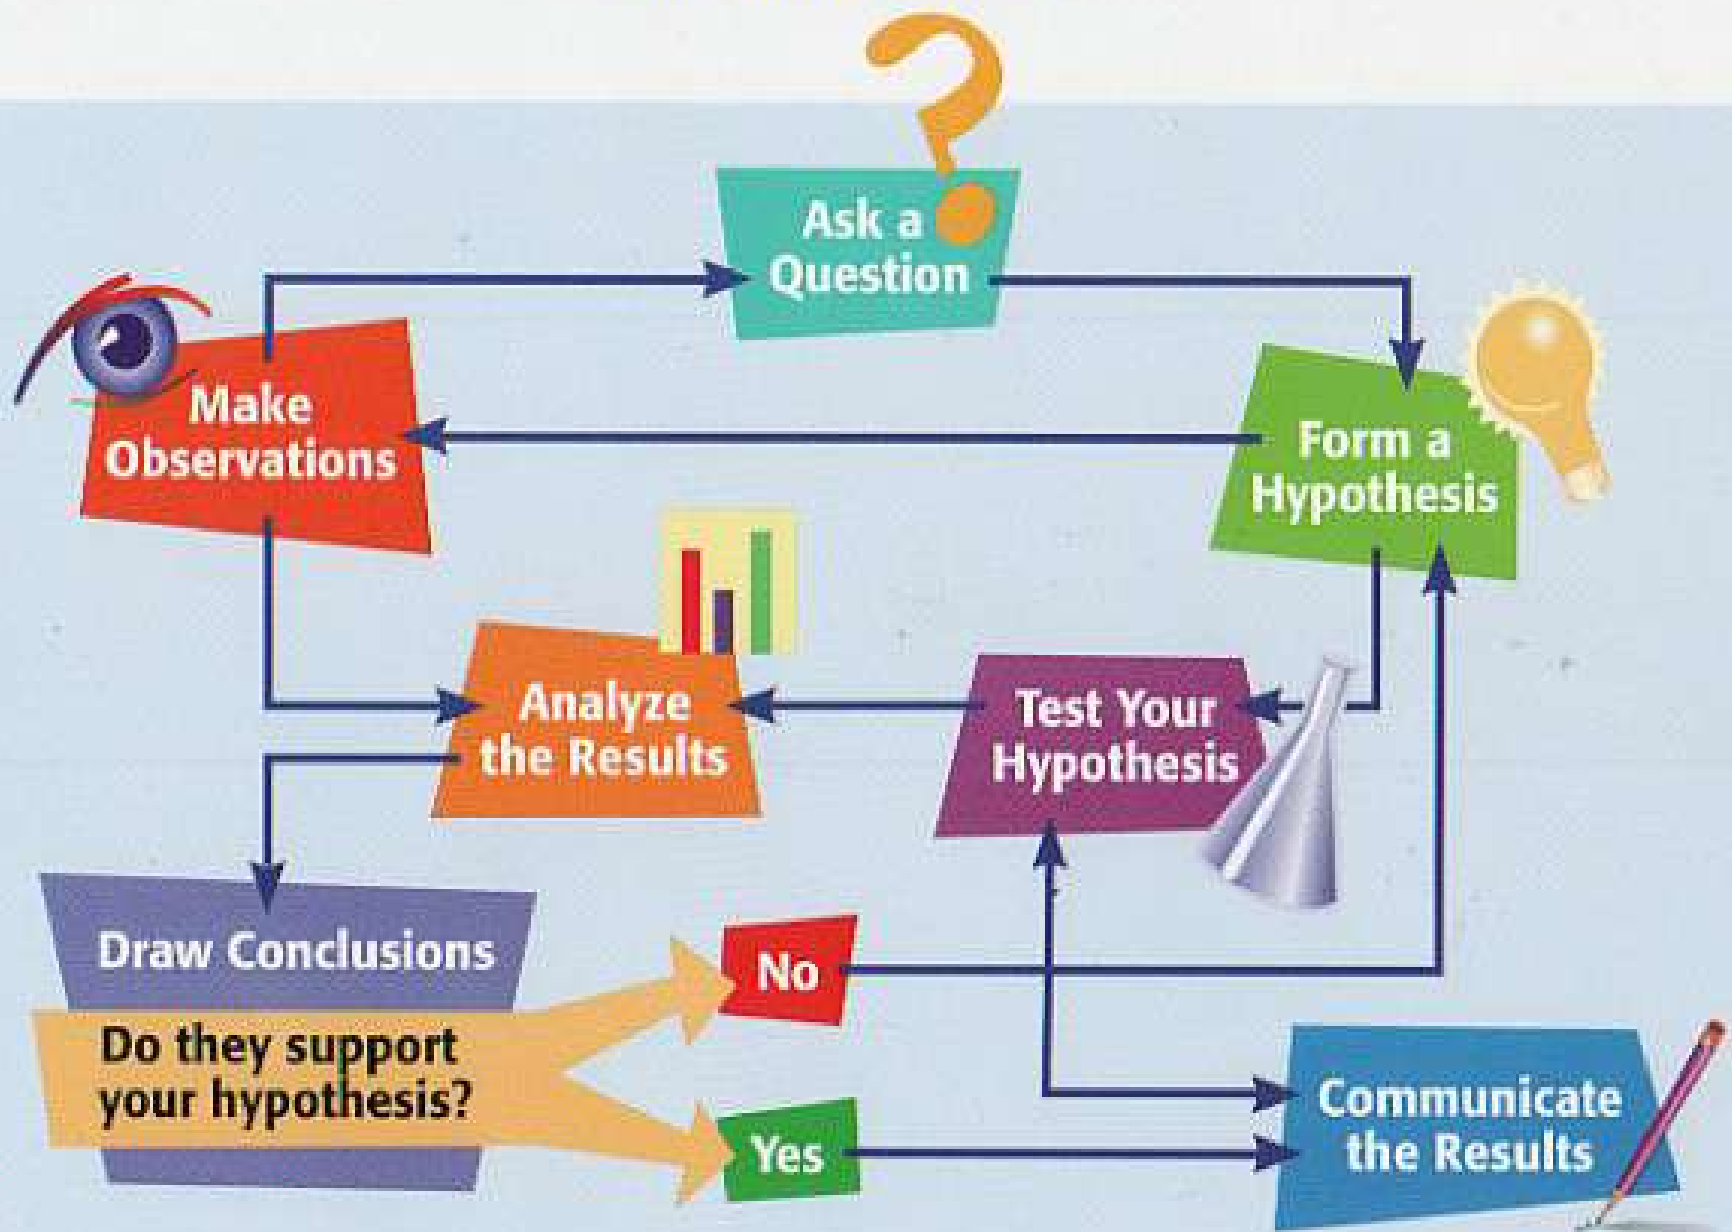 Ask a
Question
Make
Observations
Form a
Hypothesis
Analyze
the Results
Test Your
Hypothesis
Draw Conclusions
No
Do they support
your hypothesis?
Yes
Communicate
the Results